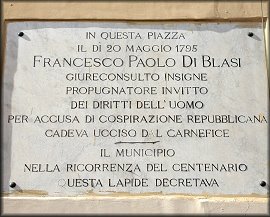 IN QUESTA PIAZZA
IL DÌ 20 MAGGIO 1795
FRANCESCO PAOLO DI BLASI
GIURECONSULTO INSIGNE
PROPUGNATORE INVITTO
DEI DIRITTI DELL'UOMO
PER ACCUSA DI COSPIRAZIONE REPUBBLICANA
CADEVA UCCISO DAL CARNEFICE
IL MUNICIPIO
NELLA RICORRENZA DEL CENTENARIO
QUESTA LAPIDE DECRETAVA